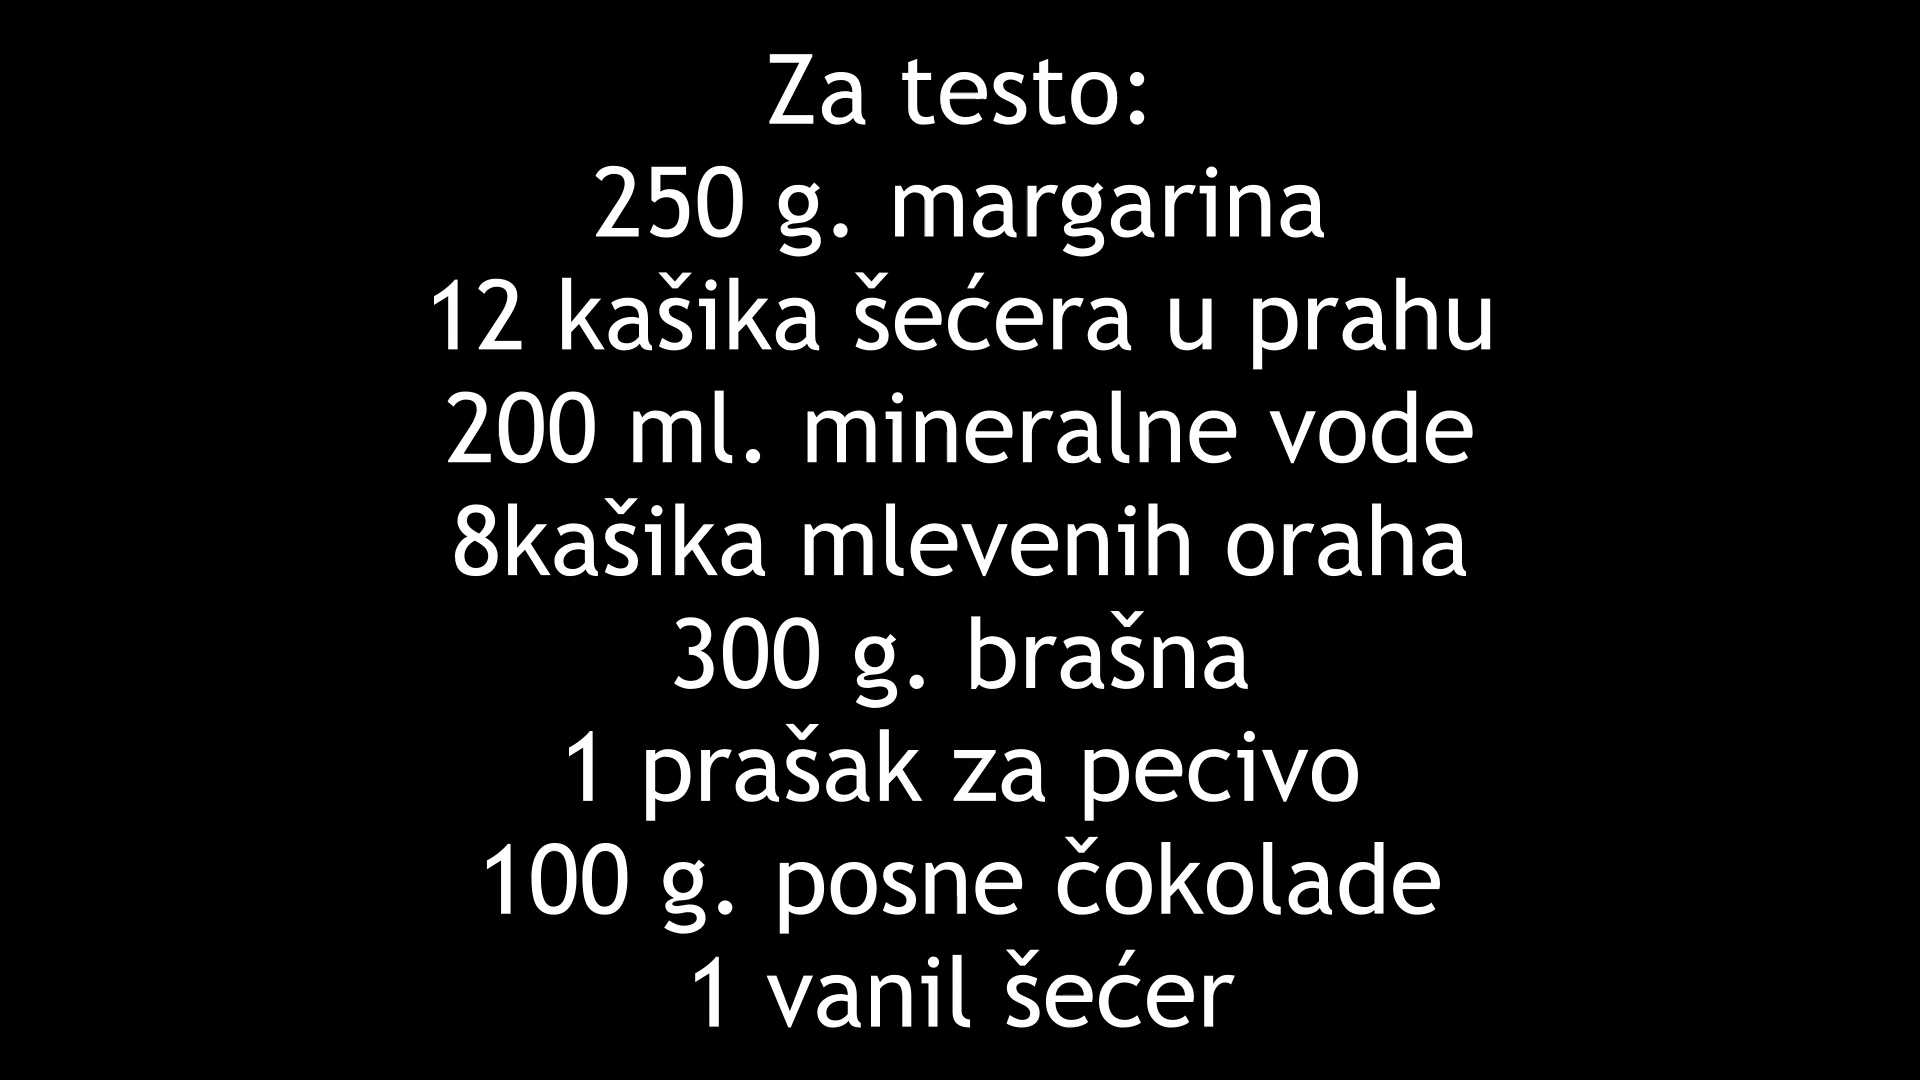 Za testo:
250 g. margarina
12 kašika šećera u prahu
200 ml. mineralne vode
8kašika mlevenih oraha
300 g. brašna
1 prašak za pecivo
100 g. posne čokolade
1 vanil šećer